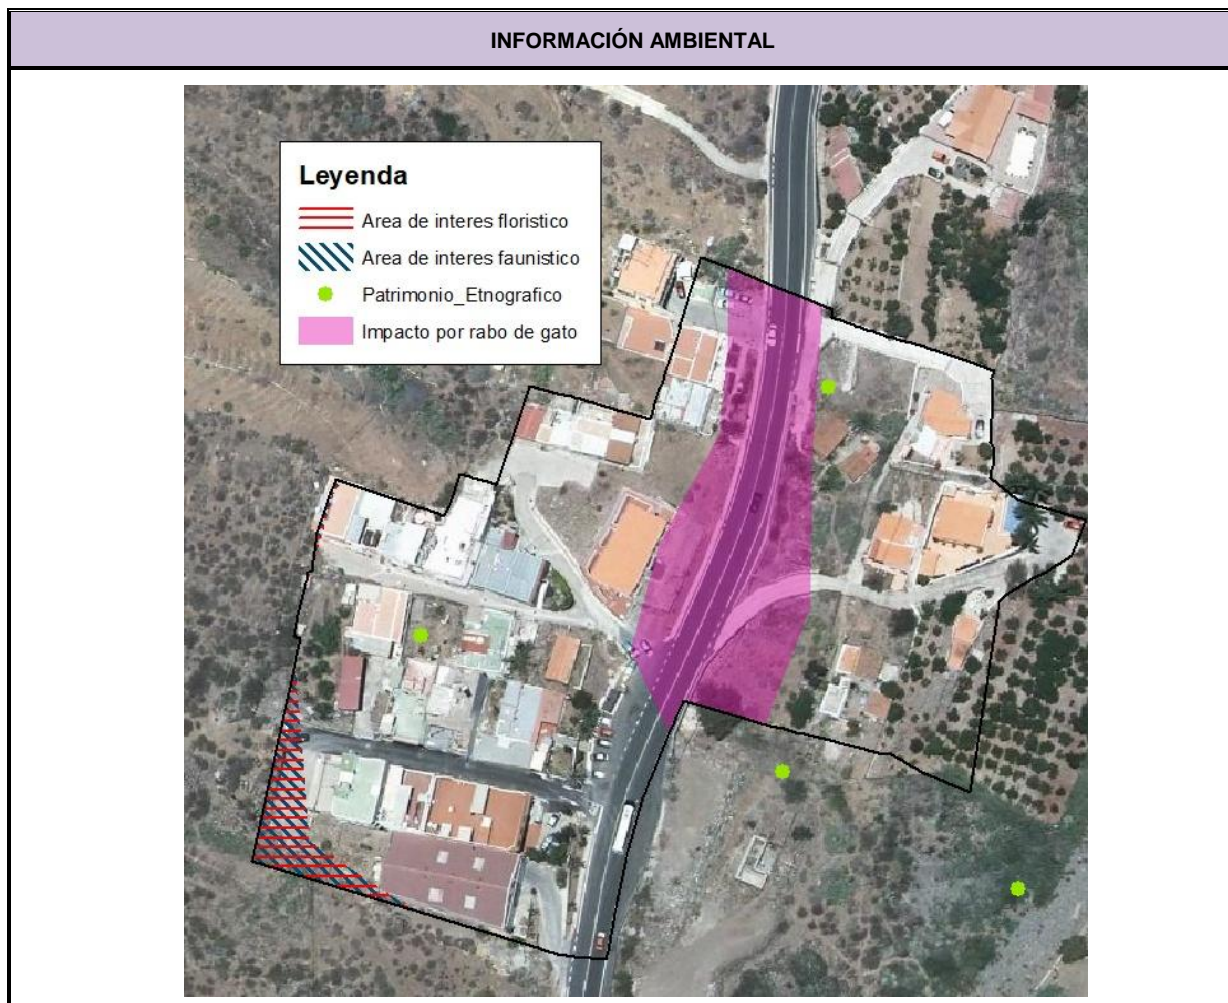 INFORMACIÓN AMBIENTAL
Leyenda
Area de interes floristico
Area de interes faunistico
Patrimonio_Etnografico
Impacto por rabo de gato